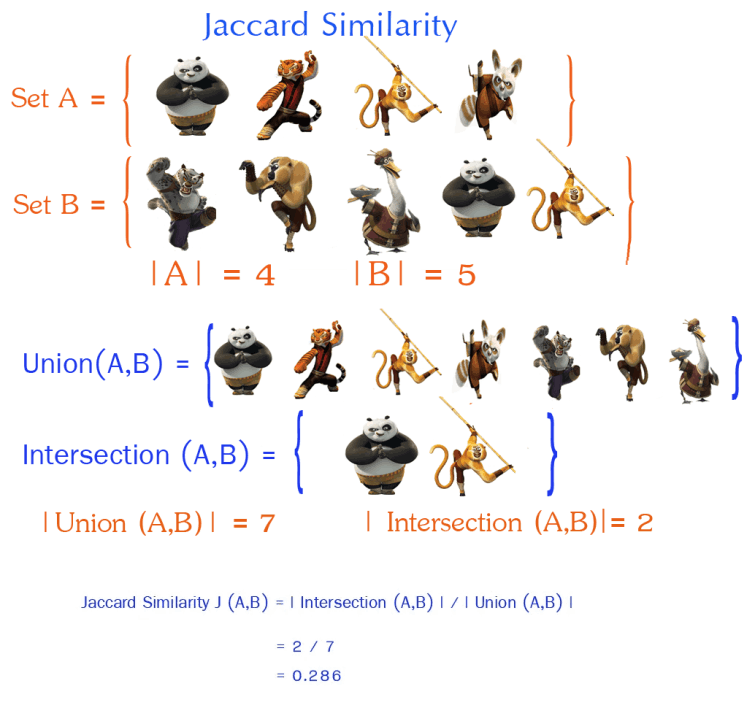 Jaccard Similarity
Set A = { }
Set B = { }
|A| = 4 |B| = 5
Union(A,B) = { }
Intersection (A,B) = { }
|Union (A,B)| = 7 | Intersection (A,B)|= 2
Jaccard Similarity J (A,B) = | Intersection (A,B) | / | Union (A,B) |
= 2 / 7
= 0.286